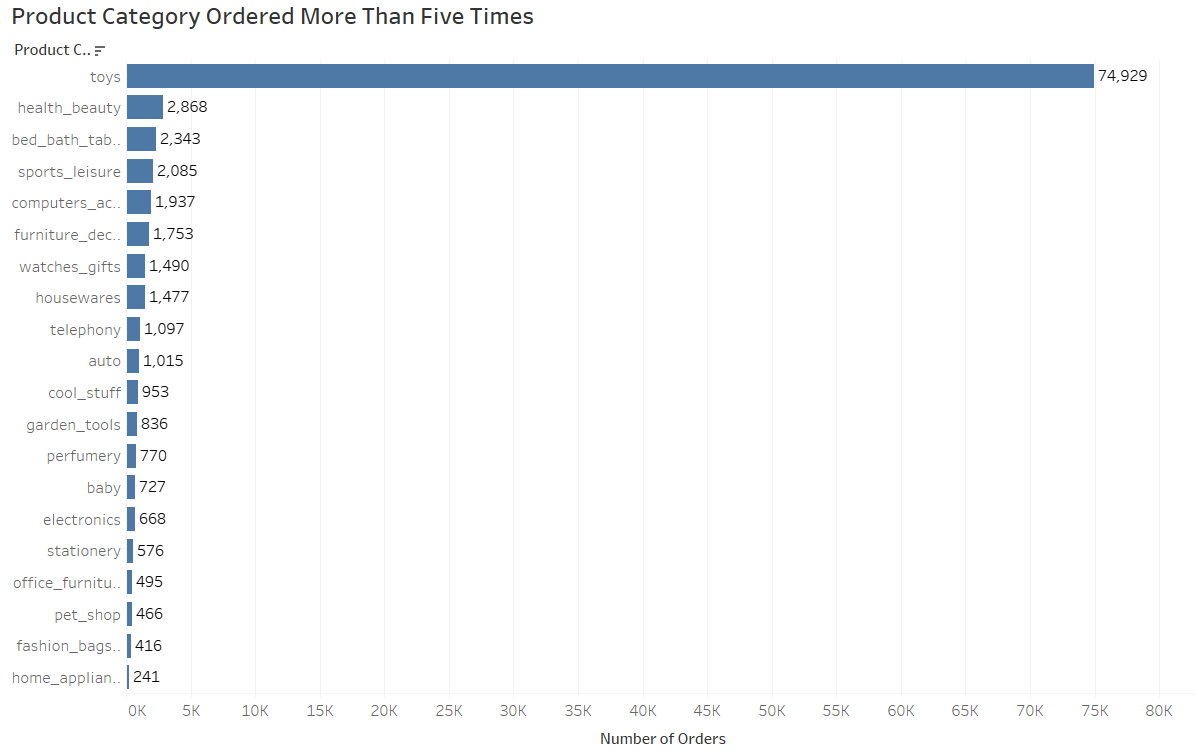 Product Category Ordered More Than Five Times
Product C..
toys 74,929
health_beauty 2,868
bed_bath_tab.. 2,343
sports_leisure 2,085
computers_ac.. 1,937
furniture_dec.. 1,753
watches_gifts 1,490
housewares 1,477
telephony 1,097
auto 1,015
cool_stuff 953
garden_tools 836
perfumery 770
baby 727
electronics 668
stationery 576
office_furnitu.. 495
pet_shop 466
fashion_bags.. 416
home_applian.. 241
0K 5K 10K 15K 20K 25K 30K 35K 40K 45K 50K 55K 60K 65K 70K 75K 80K
Number of Orders